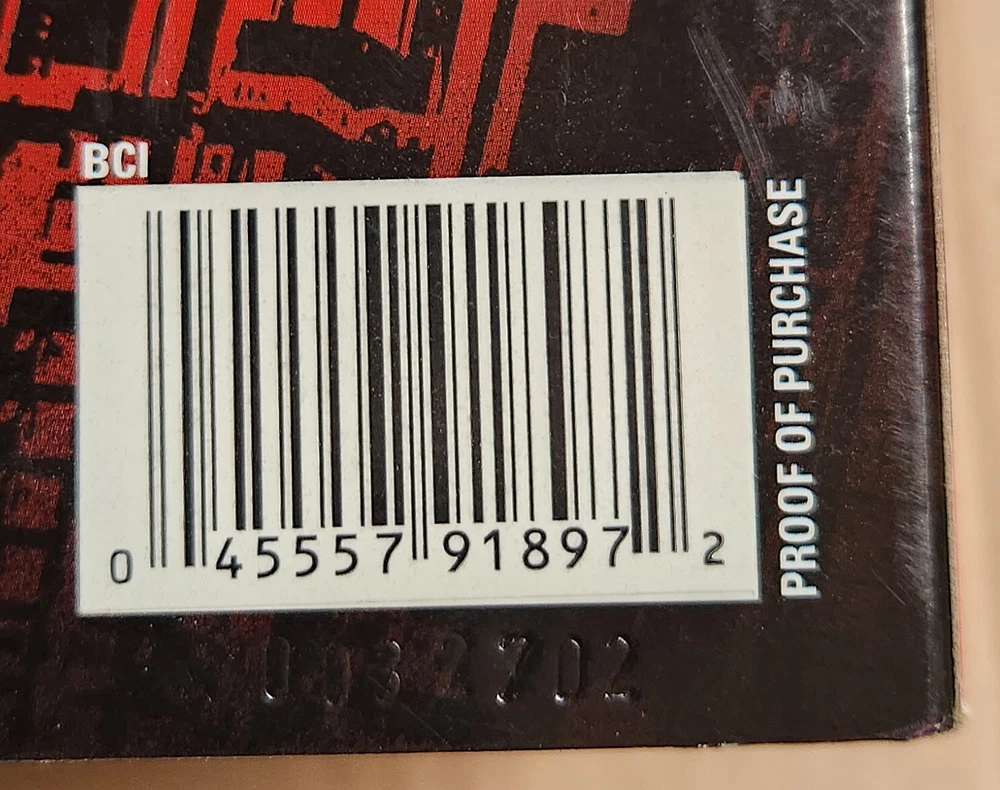 BCI
PROOF OF PURCHASE
0 45557 91897 2